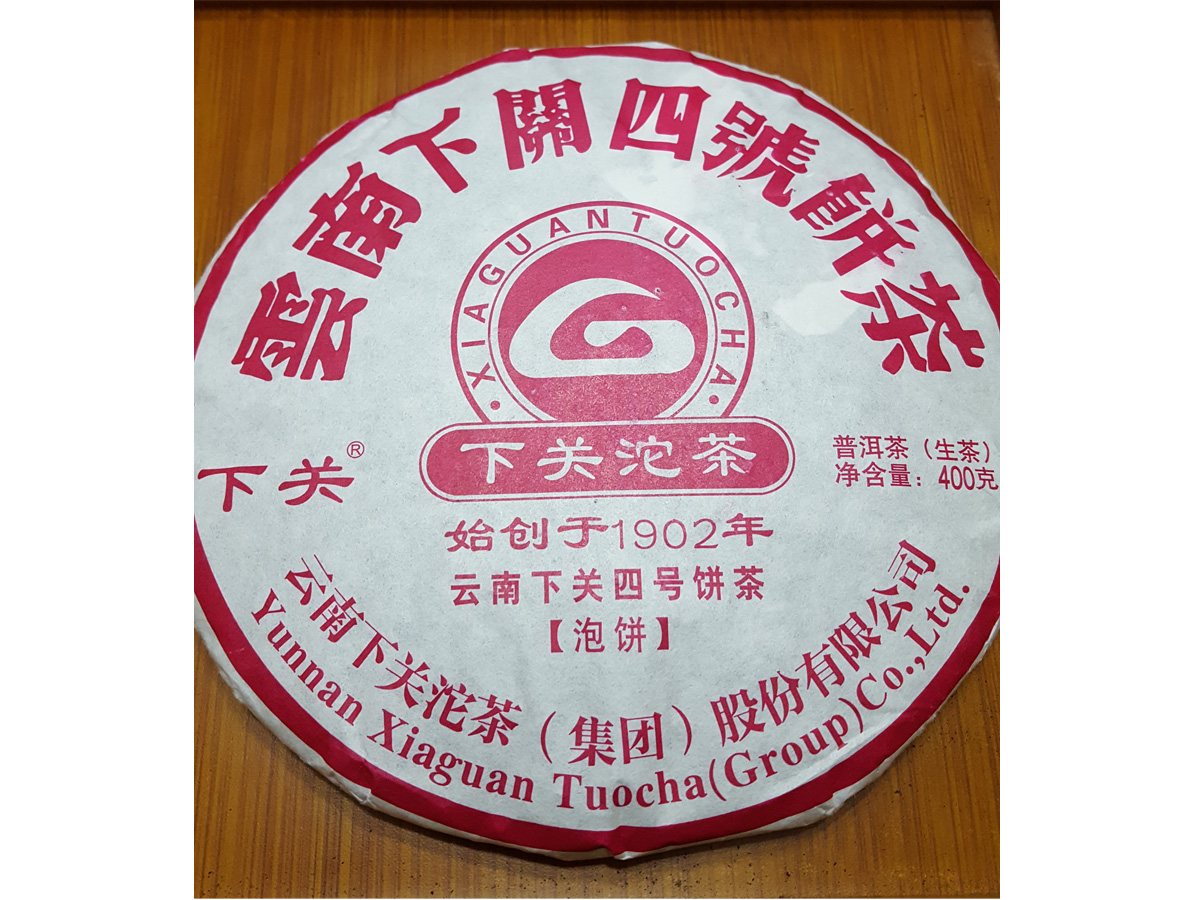 雲南下關四號餅茶
XIAGUAN TUOCHA
下关沱茶
下关®
普洱茶（生茶）
净含量：400克
始创于1902年
云南下关四号饼茶
【泡饼】
云南下关沱茶（集团）股份有限公司
Yunnan Xiaguan Tuocha(Group)Co.,Ltd.